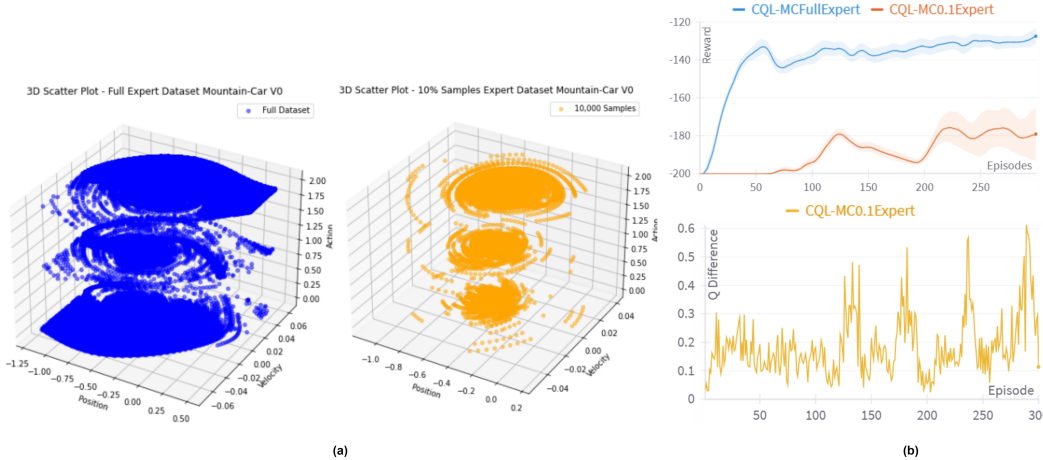 3D Scatter Plot - Full Expert Dataset Mountain-Car V0
Full Dataset
2.00
1.75
1.50
1.25
1.00
0.75
0.50
0.25
0.00
Action
0.06
0.04
0.02
0.00
−0.02
−0.04
−0.06
Velocity
−1.25
−1.00
−0.75
−0.50
−0.25
0.00
0.25
0.50
Position
3D Scatter Plot - 10% Samples Expert Dataset Mountain-Car V0
10,000 Samples
2.00
1.75
1.50
1.25
1.00
0.75
0.50
0.25
0.00
Action
0.06
0.04
0.02
0.00
−0.02
−0.04
Velocity
−1.0
−0.8
−0.6
−0.4
−0.2
0.0
0.2
Position
(a)
CQL-MCFullExpert CQL-MC0.1Expert
Reward
-120
-140
-160
-180
-200
Episodes
0 50 100 150 200 250
CQL-MC0.1Expert
Q Difference
0.6
0.5
0.4
0.3
0.2
0.1
0
Episode
50 100 150 200 250 30
(b)